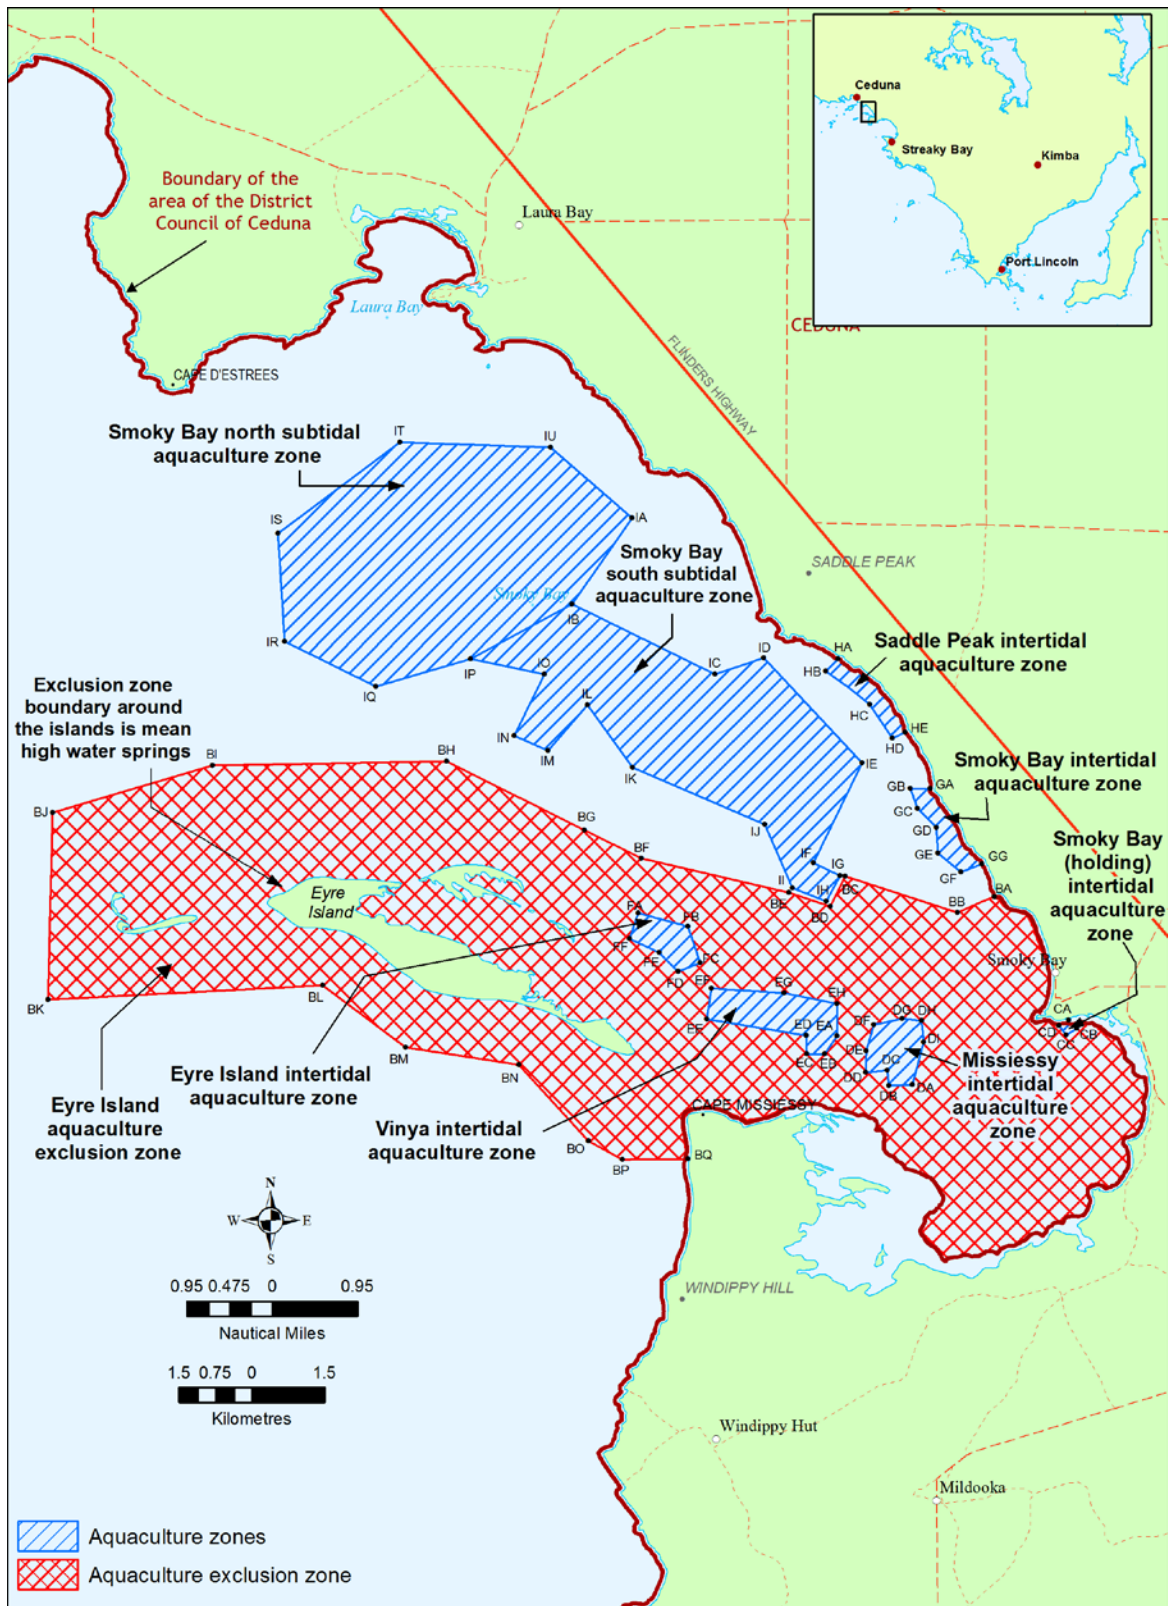 Ceduna
Streaky Bay
Kimba
Port Lincoln
Boundary of the
area of the District
Council of Ceduna
Laura Bay
Laura Bay
CEDUNA
FLINDERS HIGHWAY
CAPE D'ESTREES
Smoky Bay north subtidal
aquaculture zone
IT
IU
IS
IA
Smoky Bay
south subtidal
aquaculture zone
SADDLE PEAK
Smoky Bay
IB
IR
IP
IO
IQ
IC
ID
HA
HB
Saddle Peak intertidal
aquaculture zone
Exclusion zone
boundary around
the islands is mean
high water springs
IL
HC
HE
HD
IN
IM
IK
IE
BI
BH
Smoky Bay intertidal
aquaculture zone
GB
GA
GC
GD
GE
GF
GG
BJ
BG
IJ
BF
IF
IG
II
IH
BC
BE
BD
BB
BA
Smoky Bay
(holding)
intertidal
aquaculture
zone
Eyre
Island
FA
FB
FF
FE
FC
FD
Smoky Bay
BK
BL
EF
EG
EH
EE
ED
EA
EC
EB
DF
DG
DH
DI
DE
DC
DD
DB
DA
CA
CD
CB
CC
BM
BN
Eyre Island intertidal
aquaculture zone
Missiessy
intertidal
aquaculture
zone
Eyre Island
aquaculture
exclusion zone
Vinya intertidal
aquaculture zone
CAPE MISSIESSY
BO
BP
BQ
N
W
E
S
0.95 0.475 0 0.95
Nautical Miles
WINDIPPY HILL
1.5 0.75 0 1.5
Kilometres
Windippy Hut
Mildooka
Aquaculture zones
Aquaculture exclusion zone